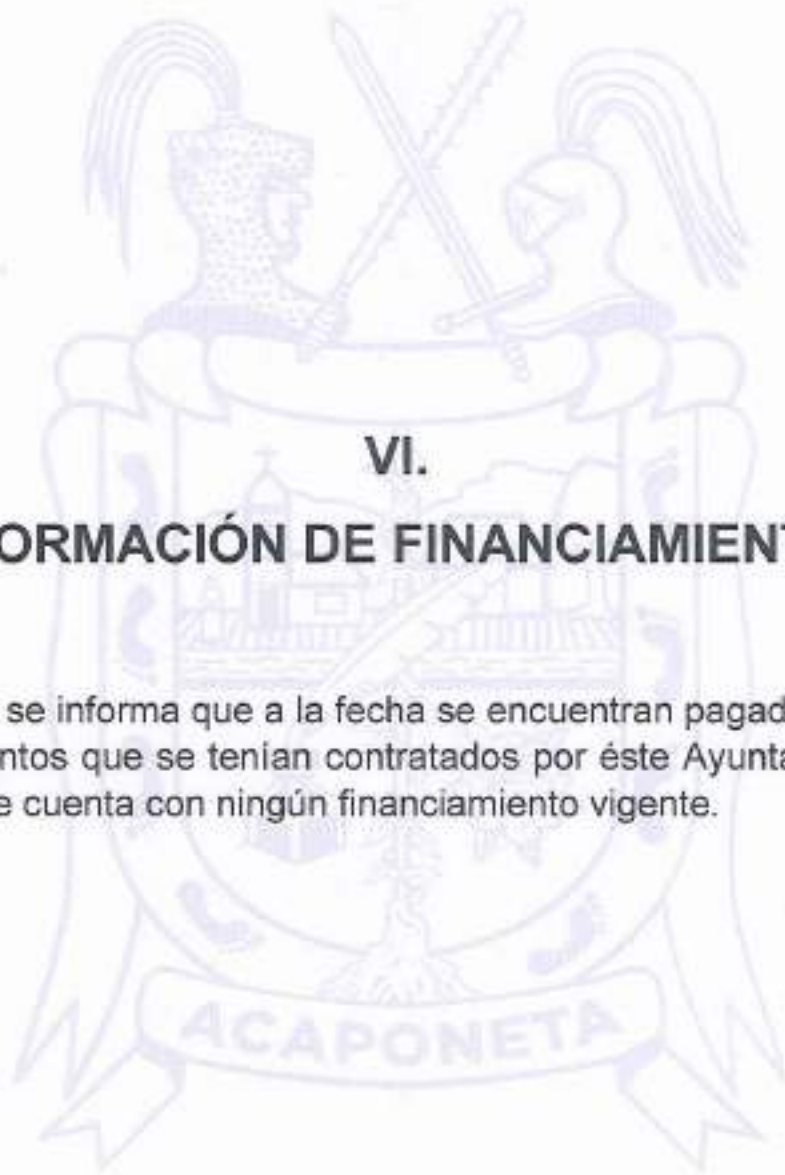 VI.
ORMACIÓN DE FINANCIAMIENT
se informa que a la fecha se encuentran pagad
ntos que se tenían contratados por éste Ayunta
e cuenta con ningún financiamiento vigente.
ACAPONETA